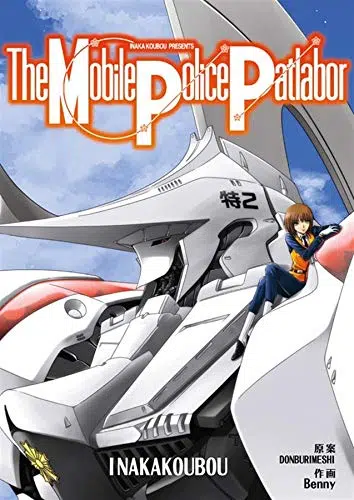 INAKA KOUBOU PRESENTS
The Mobile Police Patlabor
特2
INAKAKOUBOU
原案
DONBURIMESHI
作画
Benny